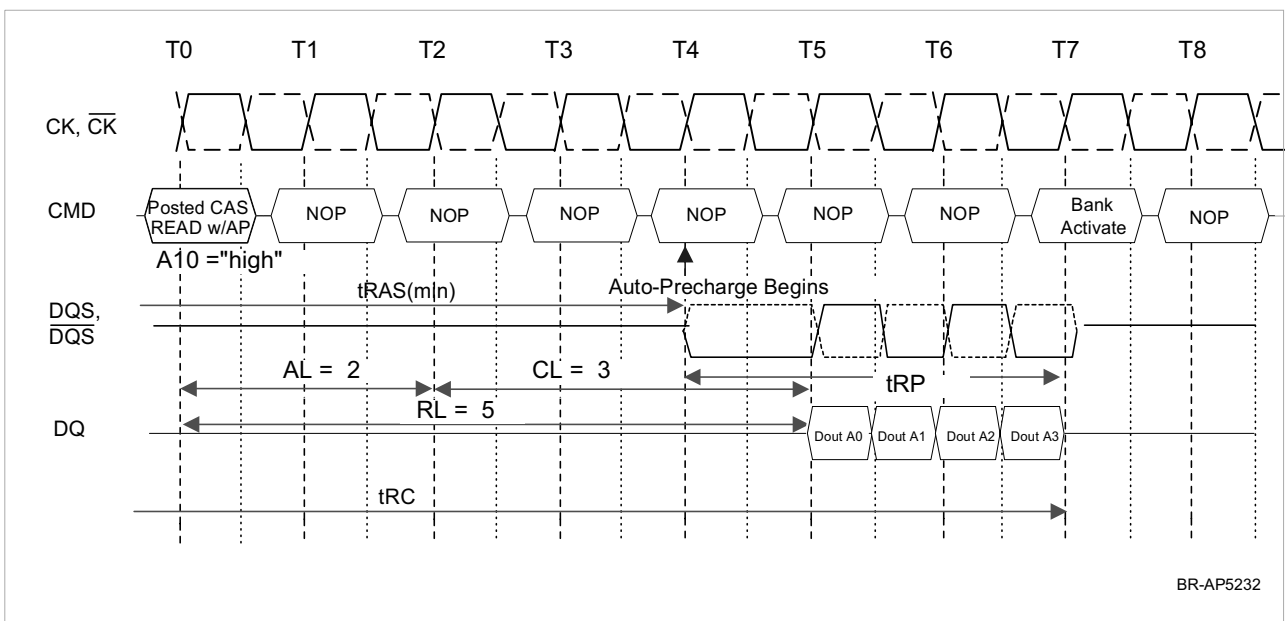 T0 T1 T2 T3 T4 T5 T6 T7 T8
CK, C̅K̅
CMD
Posted CAS
READ w/AP
NOP
NOP
NOP
NOP
NOP
NOP
Bank
Activate
NOP
A10 ="high"
tRAS(mIn)
Auto-Precharge Begins
DQS,
D̅Q̅S̅
AL = 2
CL = 3
tRP
RL = 5
DQ
Dout A0
Dout A1
Dout A2
Dout A3
tRC
BR-AP5232